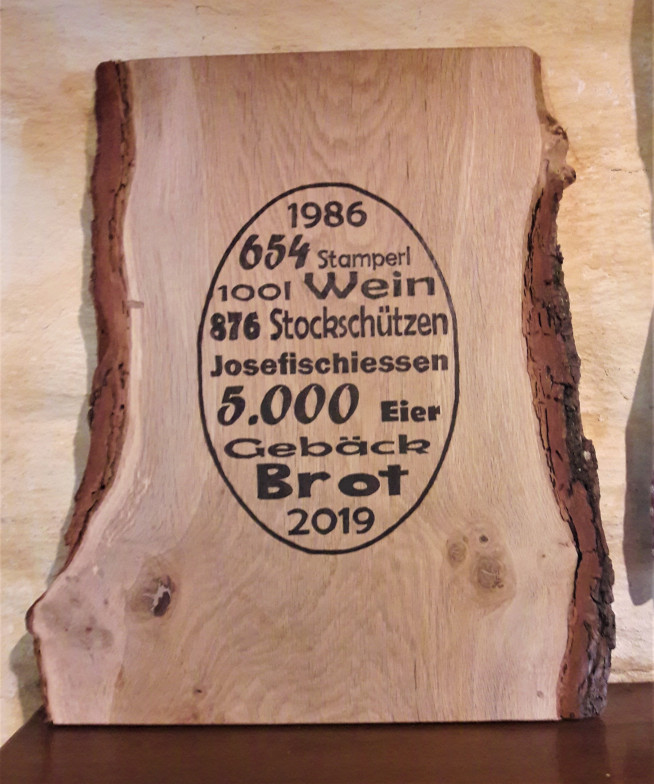 1986
654 Stamperl
100l Wein
876 Stockschützen
Josefischiessen
5.000 Eier
Gebäck
Brot
2019